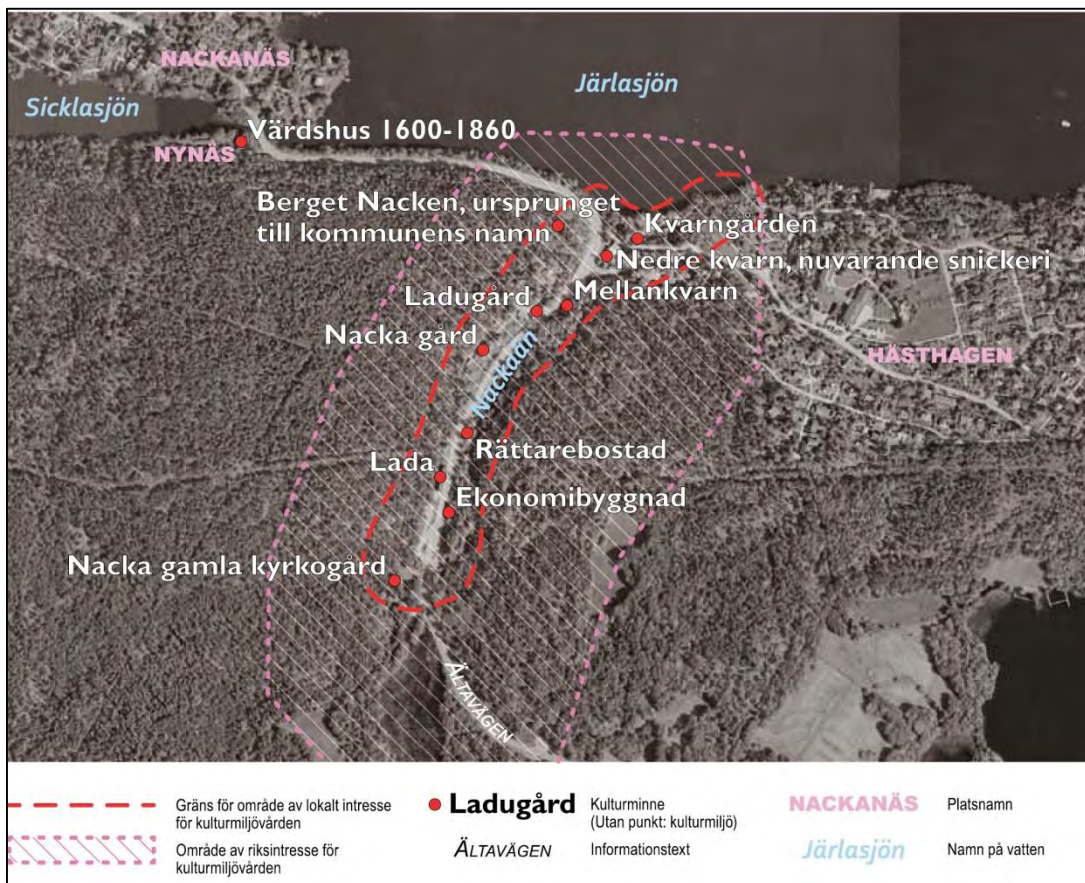 NACKANÄS
Sicklasjön
Järlasjön
Värdshus 1600-1860
NYNÄS
Berget Nacken, ursprunget
till kommunens namn
Kvarngården
Nedre kvarn, nuvarande snickeri
Ladugård
Mellankvarn
Nacka gård
Nackaån
HÄSTHAGEN
Rättarebostad
Lada
Ekonomibyggnad
Nacka gamla kyrkogård
ÄLTAVÄGEN
Gräns för område av lokalt intresse
för kulturmiljövården
Område av riksintresse för
kulturmiljövården
Ladugård
Kulturminne
(Utan punkt: kulturmiljö)
ÄLTAVÄGEN
Informationstext
NACKANÄS
Platsnamn
Järlasjön
Namn på vatten